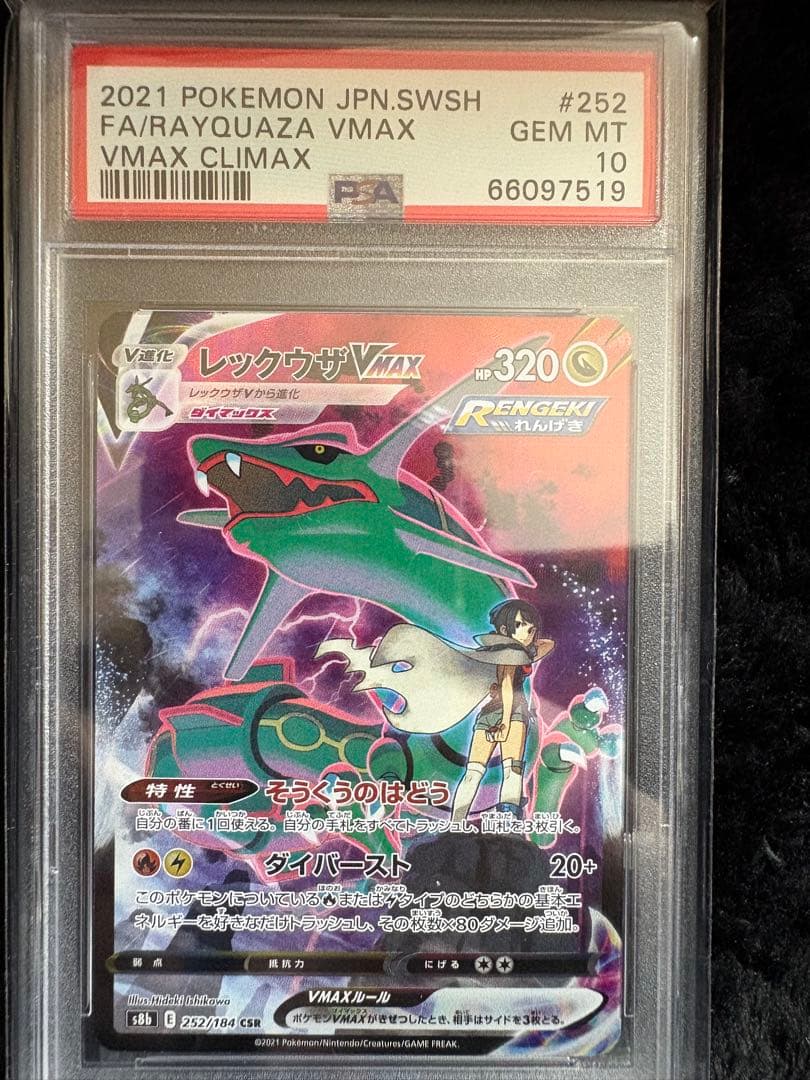 2021 POKEMON JPN.SWSH #252
FA/RAYQUAZA VMAX GEM MT
VMAX CLIMAX 10
PSA 66097519
V進化 レックウザVMAX HP320
レックウザVから進化
ダイマックス
RENGEKI
れんげき
特性 とくせい そうくうのはどう
自分の番に1回使える。自分の手札をすべてトラッシュし、山札を3枚引く。
ダイバースト 20+
このポケモンについているまたはタイプのどちらかの基本エ
ネルギーを好きなだけトラッシュし、その枚数×80ダメージ追加。
弱点 抵抗力 にげる
Illus. Hideki Ishikawa
VMAXルール
s8b E 252/184 CSR
ポケモンVMAXがきぜつしたとき、相手はサイドを3枚とる。
©2021 Pokémon/Nintendo/Creatures/GAME FREAK.